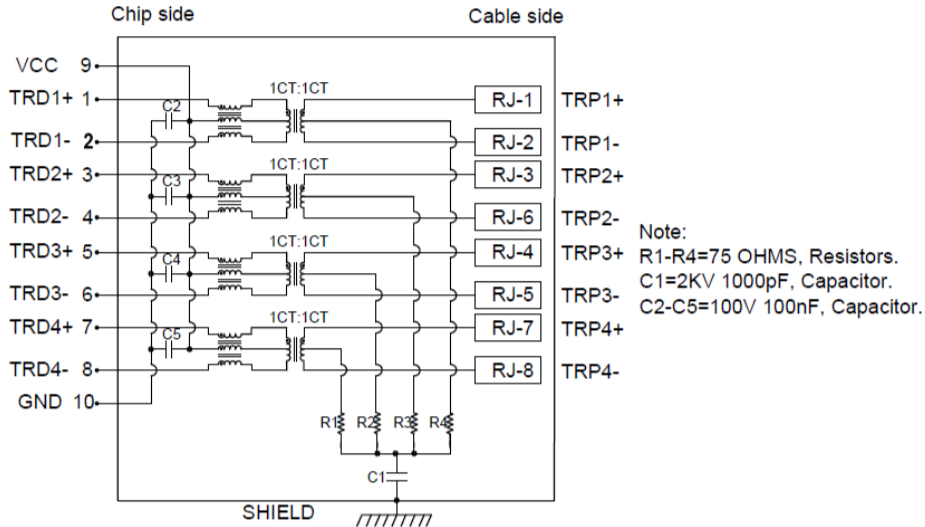 Chip side Cable side
VCC 9
TRD1+ 1 C2 1CT:1CT RJ-1 TRP1+
TRD1- 2 RJ-2 TRP1-
TRD2+ 3 C3 1CT:1CT RJ-3 TRP2+
TRD2- 4 RJ-6 TRP2-
TRD3+ 5 C4 1CT:1CT RJ-4 TRP3+
TRD3- 6 RJ-5 TRP3-
TRD4+ 7 C5 1CT:1CT RJ-7 TRP4+
TRD4- 8 RJ-8 TRP4-
GND 10
R1 R2 R3 R4
C1
SHIELD
Note:
R1-R4=75 OHMS, Resistors.
C1=2KV 1000pF, Capacitor.
C2-C5=100V 100nF, Capacitor.